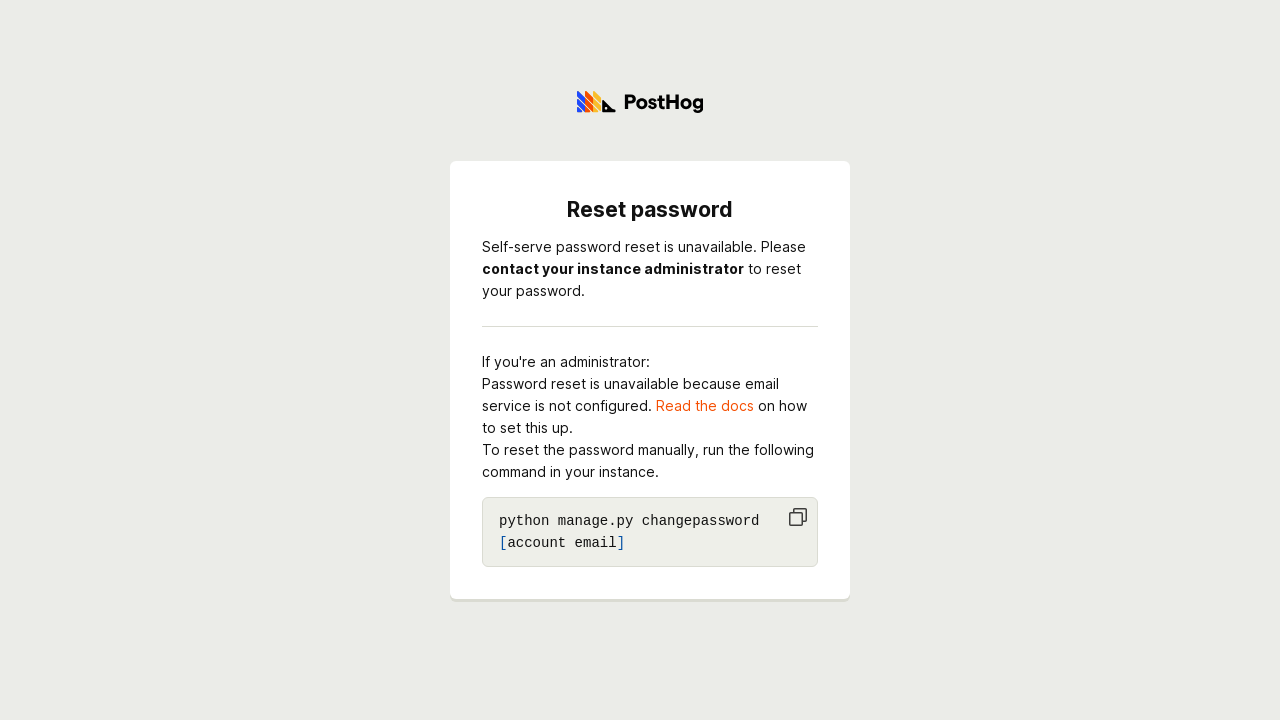 PostHog
Reset password
Self-serve password reset is unavailable. Please
contact your instance administrator to reset
your password.
If you're an administrator:
Password reset is unavailable because email
service is not configured. Read the docs on how
to set this up.
To reset the password manually, run the following
command in your instance.
python manage.py changepassword
[account email]